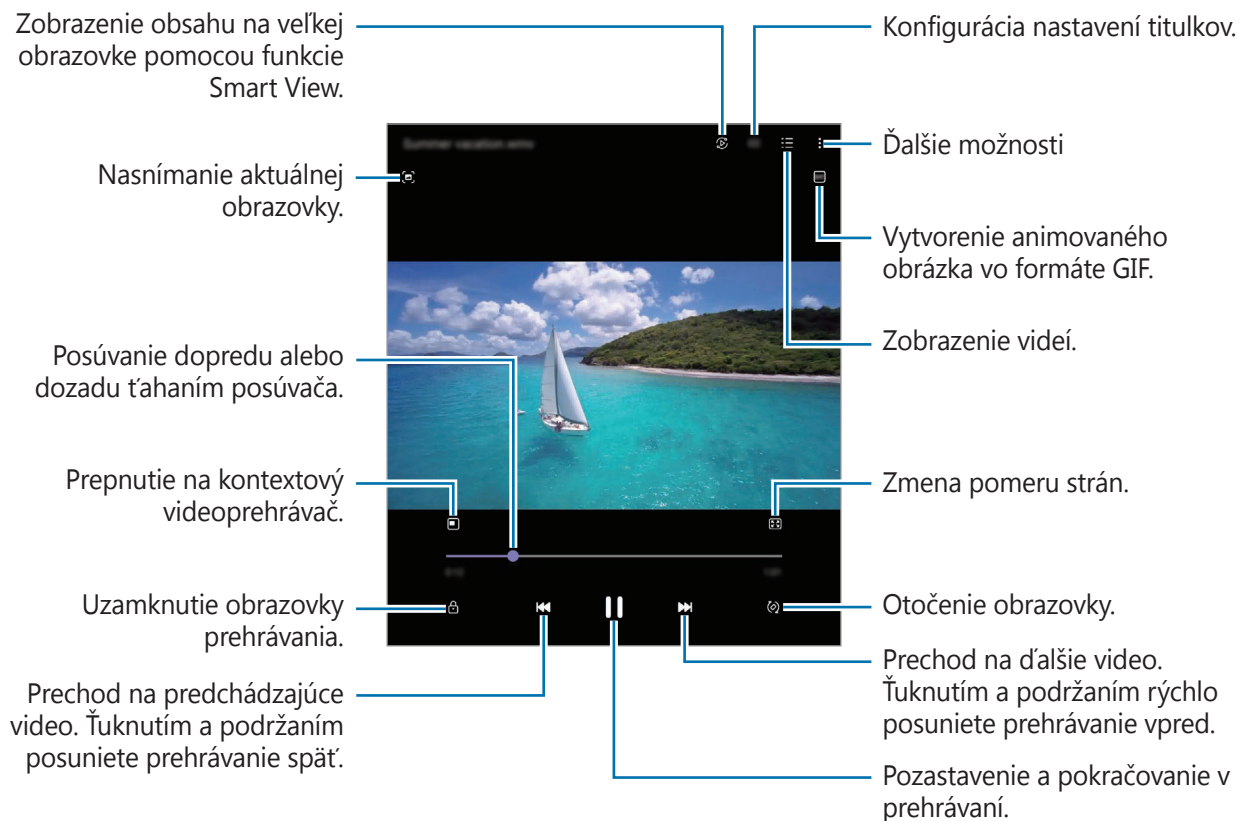 Zobrazenie obsahu na veľkej
obrazovke pomocou funkcie
Smart View.
Konfigurácia nastavení titulkov.
Summer vacation.wmv
Ďalšie možnosti
Nasnímanie aktuálnej
obrazovky.
Vytvorenie animovaného
obrázka vo formáte GIF.
Zobrazenie videí.
Posúvanie dopredu alebo
dozadu ťahaním posúvača.
Prepnutie na kontextový
videoprehrávač.
Zmena pomeru strán.
Uzamknutie obrazovky
prehrávania.
Otočenie obrazovky.
Prechod na predchádzajúce
video. Ťuknutím a podržaním
posuniete prehrávanie späť.
Prechod na ďalšie video.
Ťuknutím a podržaním rýchlo
posuniete prehrávanie vpred.
Pozastavenie a pokračovanie v
prehrávaní.